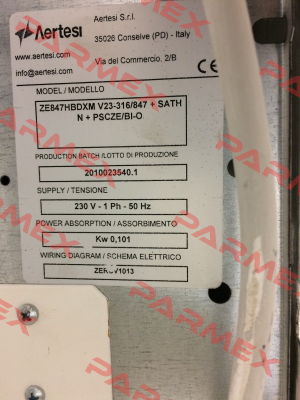 Aertesi
Aertesi S.r.l.
35026 Conselve (PD) - Italy
www.aertesi.com
info@aertesi.com
Via del Commercio, 2/B
CE
MODEL / MODELLO
ZE847HBDXM V23-316/847 + SATH
N + PSCZE/BI-O
PRODUCTION BATCH /LOTTO DI PRODUZIONE
2010023540.1
SUPPLY / TENSIONE
230 V - 1 Ph - 50 Hz
POWER ABSORPTION / ASSORBIMENTO
Kw 0,101
WIRING DIAGRAM / SCHEMA ELETTRICO
PARMEX
PARMEX
PARMEX